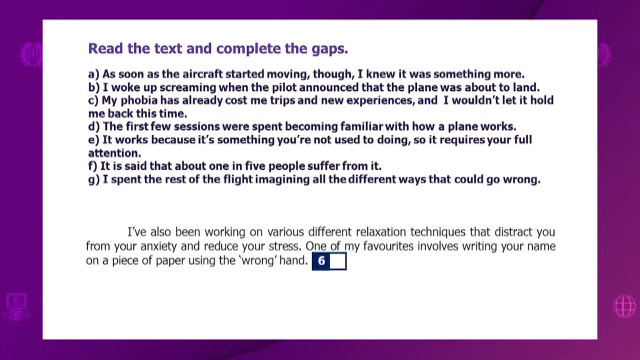 Read the text and complete the gaps.
a) As soon as the aircraft started moving, though, I knew it was something more.
b) I woke up screaming when the pilot announced that the plane was about to land.
c) My phobia has already cost me trips and new experiences, and I wouldn't let it hold
me back this time.
d) The first few sessions were spent becoming familiar with how a plane works.
e) It works because it's something you're not used to doing, so it requires your full
attention.
f) It is said that about one in five people suffer from it.
g) I spent the rest of the flight imagining all the different ways that could go wrong.
I've also been working on various different relaxation techniques that distract you
from your anxiety and reduce your stress. One of my favourites involves writing your name
on a piece of paper using the 'wrong' hand. 6